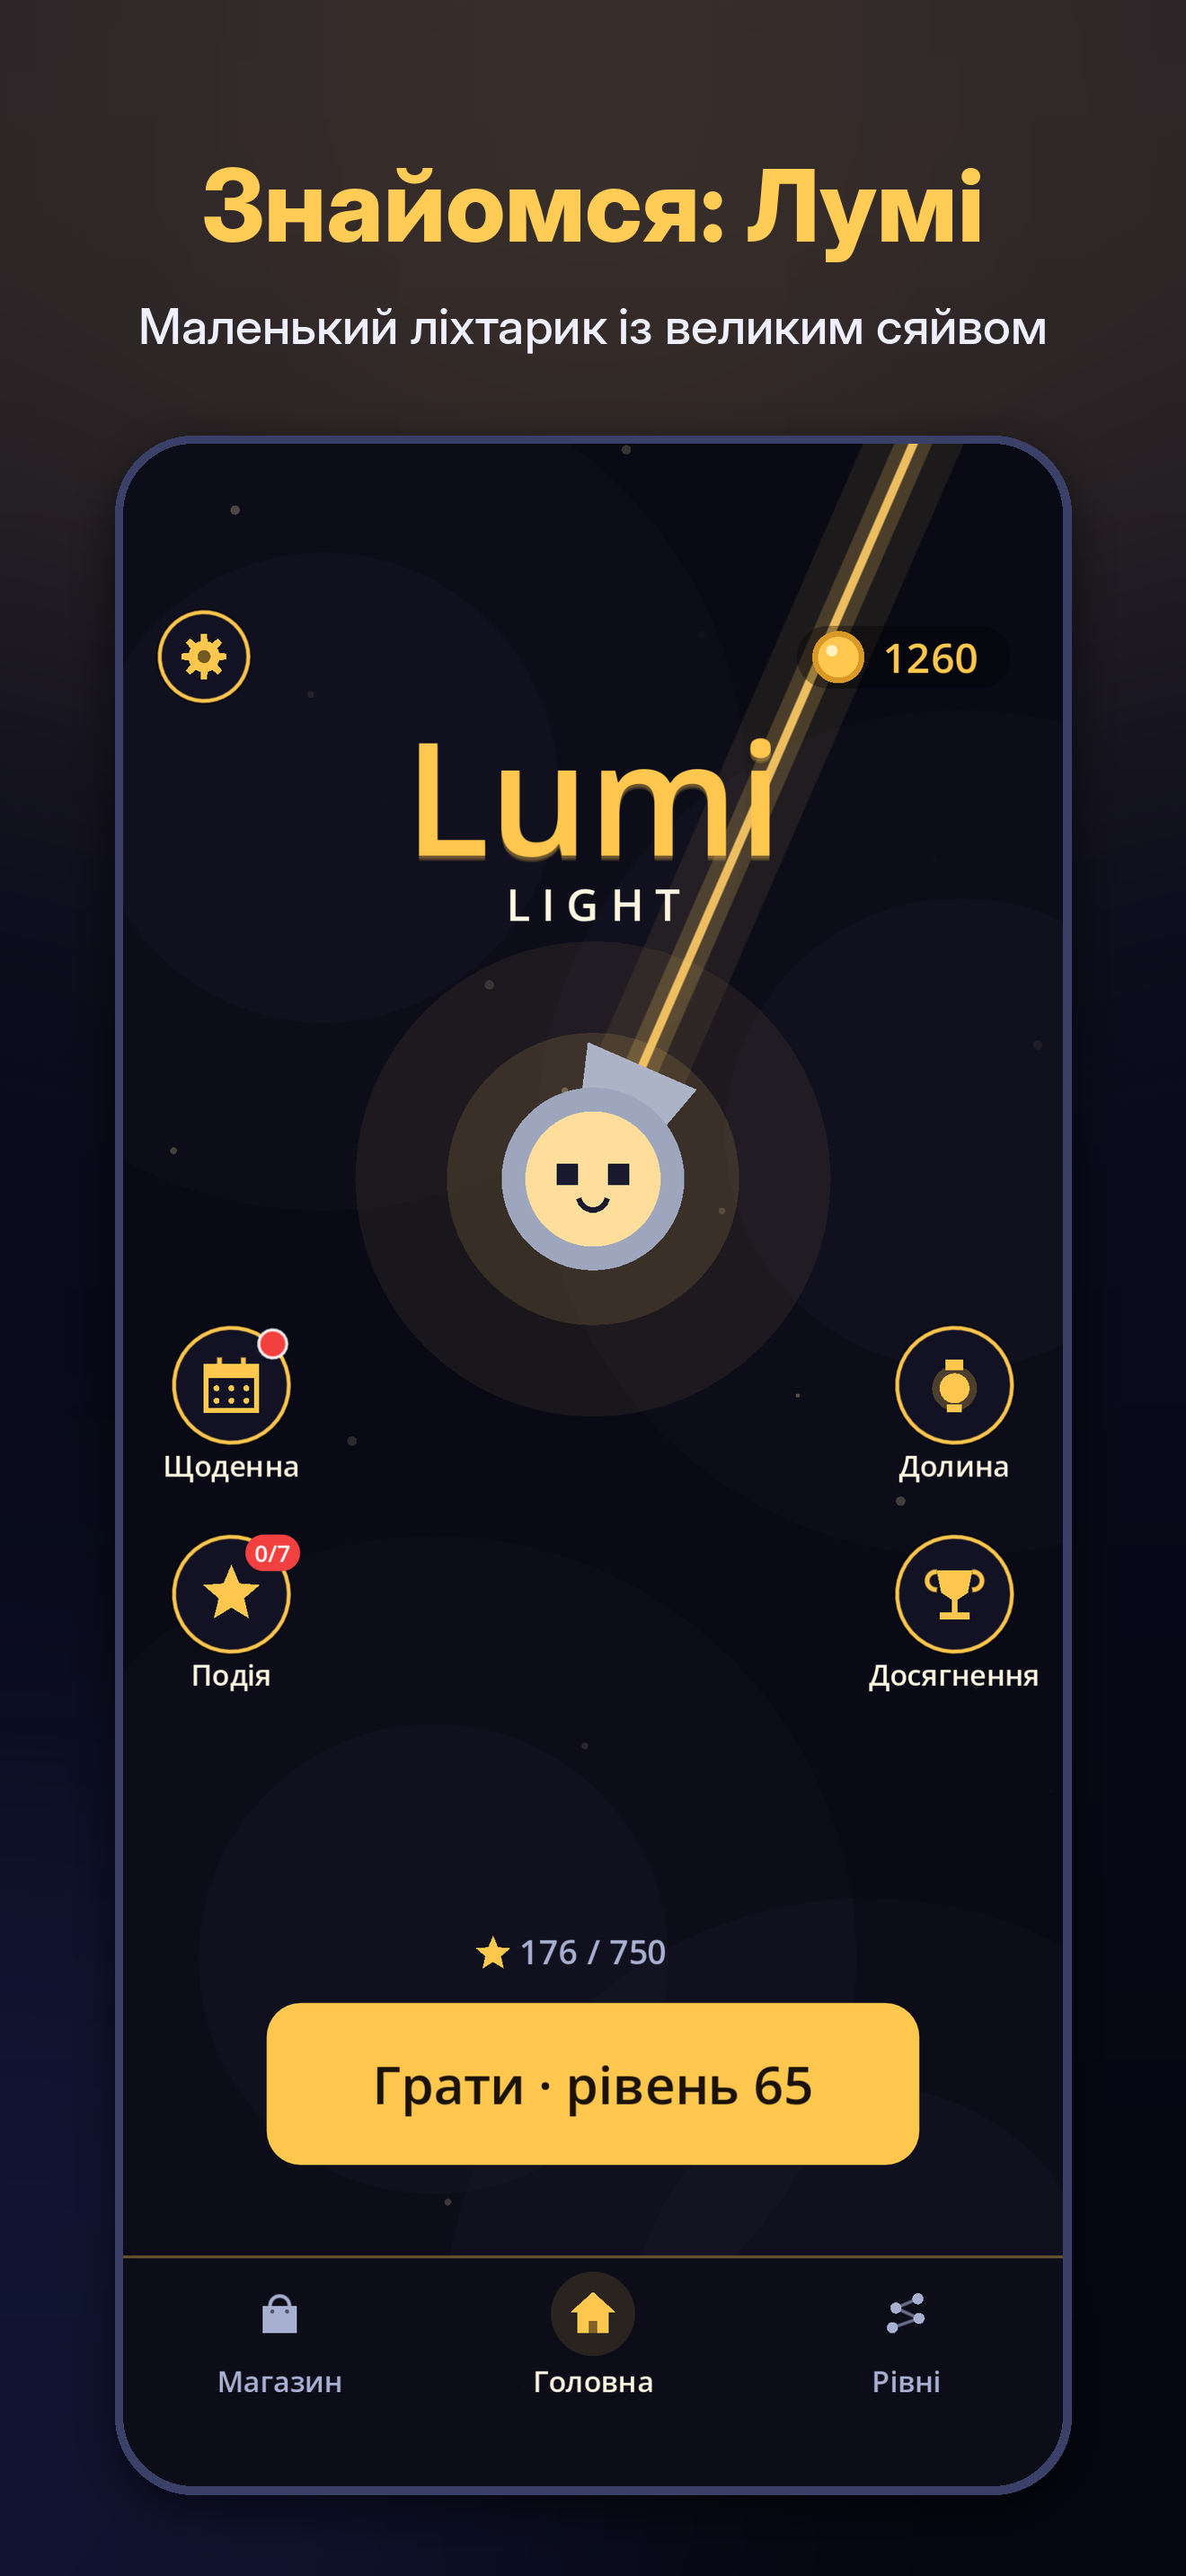 Знайомся: Лумі
Маленький ліхтарик із великим сяйвом
1260
Lumi
LIGHT
Щоденна
Долина
0/7
Подія
Досягнення
176 / 750
Грати · рівень 65
Магазин
Головна
Рівні